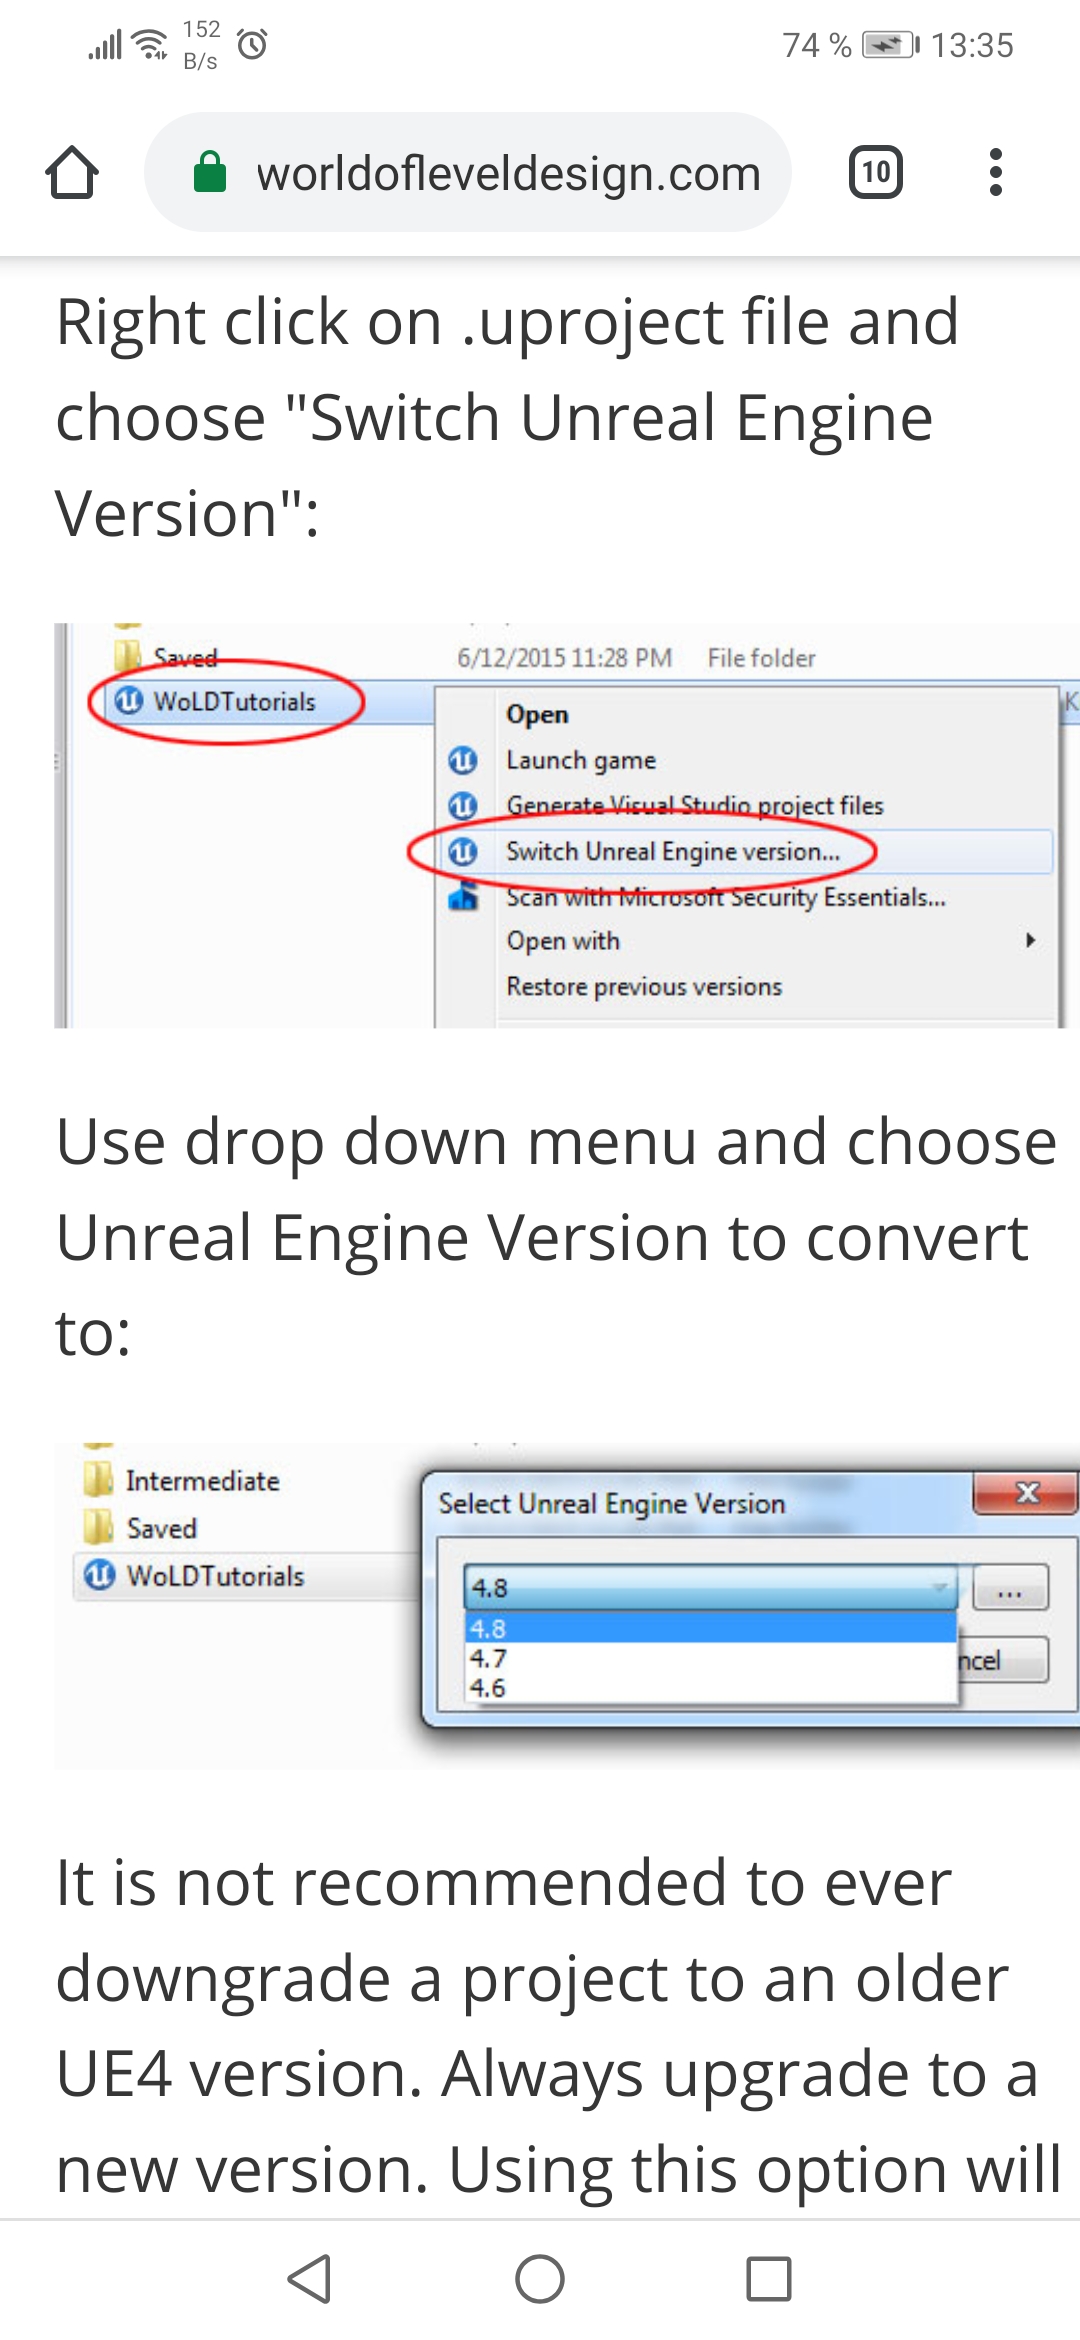 152
B/s
74 %
13:35
worldofleveldesign.com
10
Right click on .uproject file and
choose "Switch Unreal Engine
Version":
Saved 6/12/2015 11:28 PM File folder
WoLDTutorials
K
Open
Launch game
Generate Visual Studio project files
Switch Unreal Engine version...
Scan with Microsoft Security Essentials...
Open with
Restore previous versions
Use drop down menu and choose
Unreal Engine Version to convert
to:
Intermediate
Saved
WoLDTutorials
Select Unreal Engine Version
4.8
...
4.8
4.7
4.6
ncel
It is not recommended to ever
downgrade a project to an older
UE4 version. Always upgrade to a
new version. Using this option will